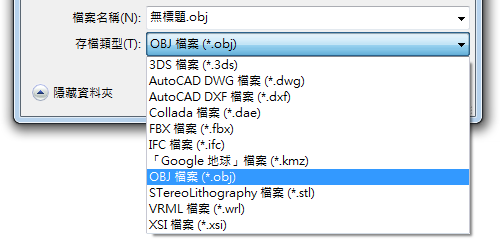 檔案名稱(N): 無標題.obj
存檔類型(T): OBJ 檔案 (*.obj)
3DS 檔案 (*.3ds)
AutoCAD DWG 檔案 (*.dwg)
隱藏資料夾 AutoCAD DXF 檔案 (*.dxf)
Collada 檔案 (*.dae)
FBX 檔案 (*.fbx)
IFC 檔案 (*.ifc)
「Google 地球」檔案 (*.kmz)
OBJ 檔案 (*.obj)
STereoLithography 檔案 (*.stl)
VRML 檔案 (*.wrl)
XSI 檔案 (*.xsi)